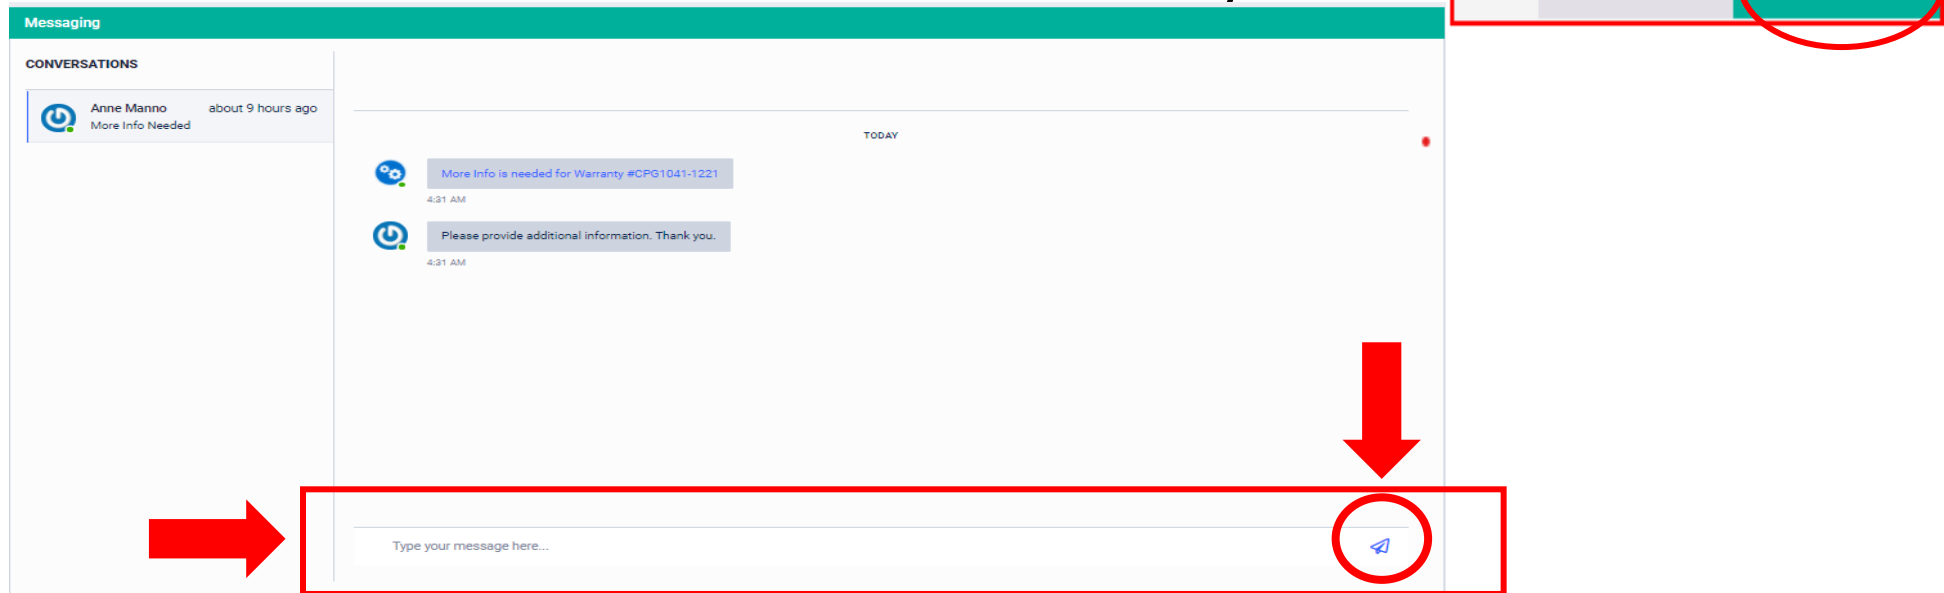 Messaging
CONVERSATIONS
Anne Manno about 9 hours ago
More Info Needed
TODAY
More Info is needed for Warranty #CPG1041-1221
4:31 AM
Please provide additional information. Thank you.
4:31 AM
Type your message here...